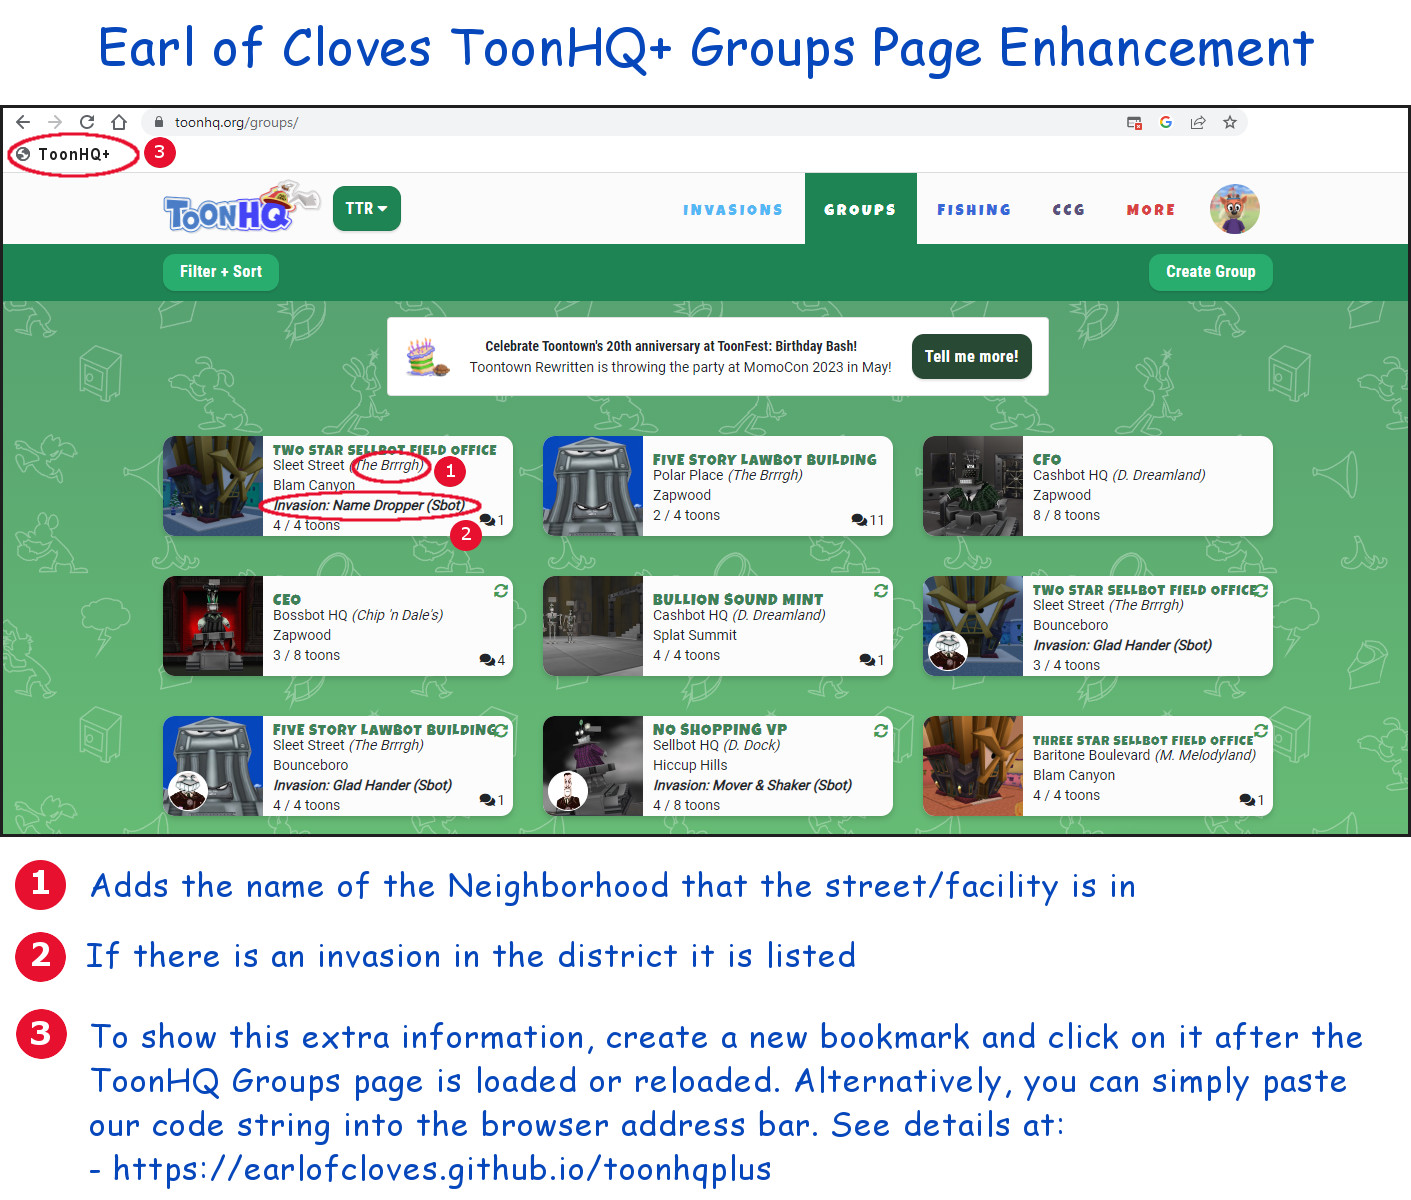 Earl of Cloves ToonHQ+ Groups Page Enhancement
toonhq.org/groups/
ToonHQ+
3
TOONHQ
TTR
INVASIONS
GROUPS
FISHING
CCG
MORE
Filter + Sort
Create Group
Celebrate Toontown's 20th anniversary at ToonFest: Birthday Bash!
Toontown Rewritten is throwing the party at MomoCon 2023 in May!
Tell me more!
TWO STAR SELLBOT FIELD OFFICE
Sleet Street (The Brrrgh)
1
Blam Canyon
Invasion: Name Dropper (Sbot)
4 / 4 toons
1
2
FIVE STORY LAWBOT BUILDING
Polar Place (The Brrrgh)
Zapwood
2 / 4 toons
11
CFO
Cashbot HQ (D. Dreamland)
Zapwood
8 / 8 toons
CEO
Bossbot HQ (Chip 'n Dale's)
Zapwood
3 / 8 toons
4
BULLION SOUND MINT
Cashbot HQ (D. Dreamland)
Splat Summit
4 / 4 toons
1
TWO STAR SELLBOT FIELD OFFICE
Sleet Street (The Brrrgh)
Bounceboro
Invasion: Glad Hander (Sbot)
3 / 4 toons
FIVE STORY LAWBOT BUILDING
Sleet Street (The Brrrgh)
Bounceboro
Invasion: Glad Hander (Sbot)
4 / 4 toons
1
NO SHOPPING VP
Sellbot HQ (D. Dock)
Hiccup Hills
Invasion: Mover & Shaker (Sbot)
4 / 8 toons
THREE STAR SELLBOT FIELD OFFICE
Baritone Boulevard (M. Melodyland)
Blam Canyon
4 / 4 toons
1
1 Adds the name of the Neighborhood that the street/facility is in
2 If there is an invasion in the district it is listed
3 To show this extra information, create a new bookmark and click on it after the
ToonHQ Groups page is loaded or reloaded. Alternatively, you can simply paste
our code string into the browser address bar. See details at:
- https://earlofcloves.github.io/toonhqplus